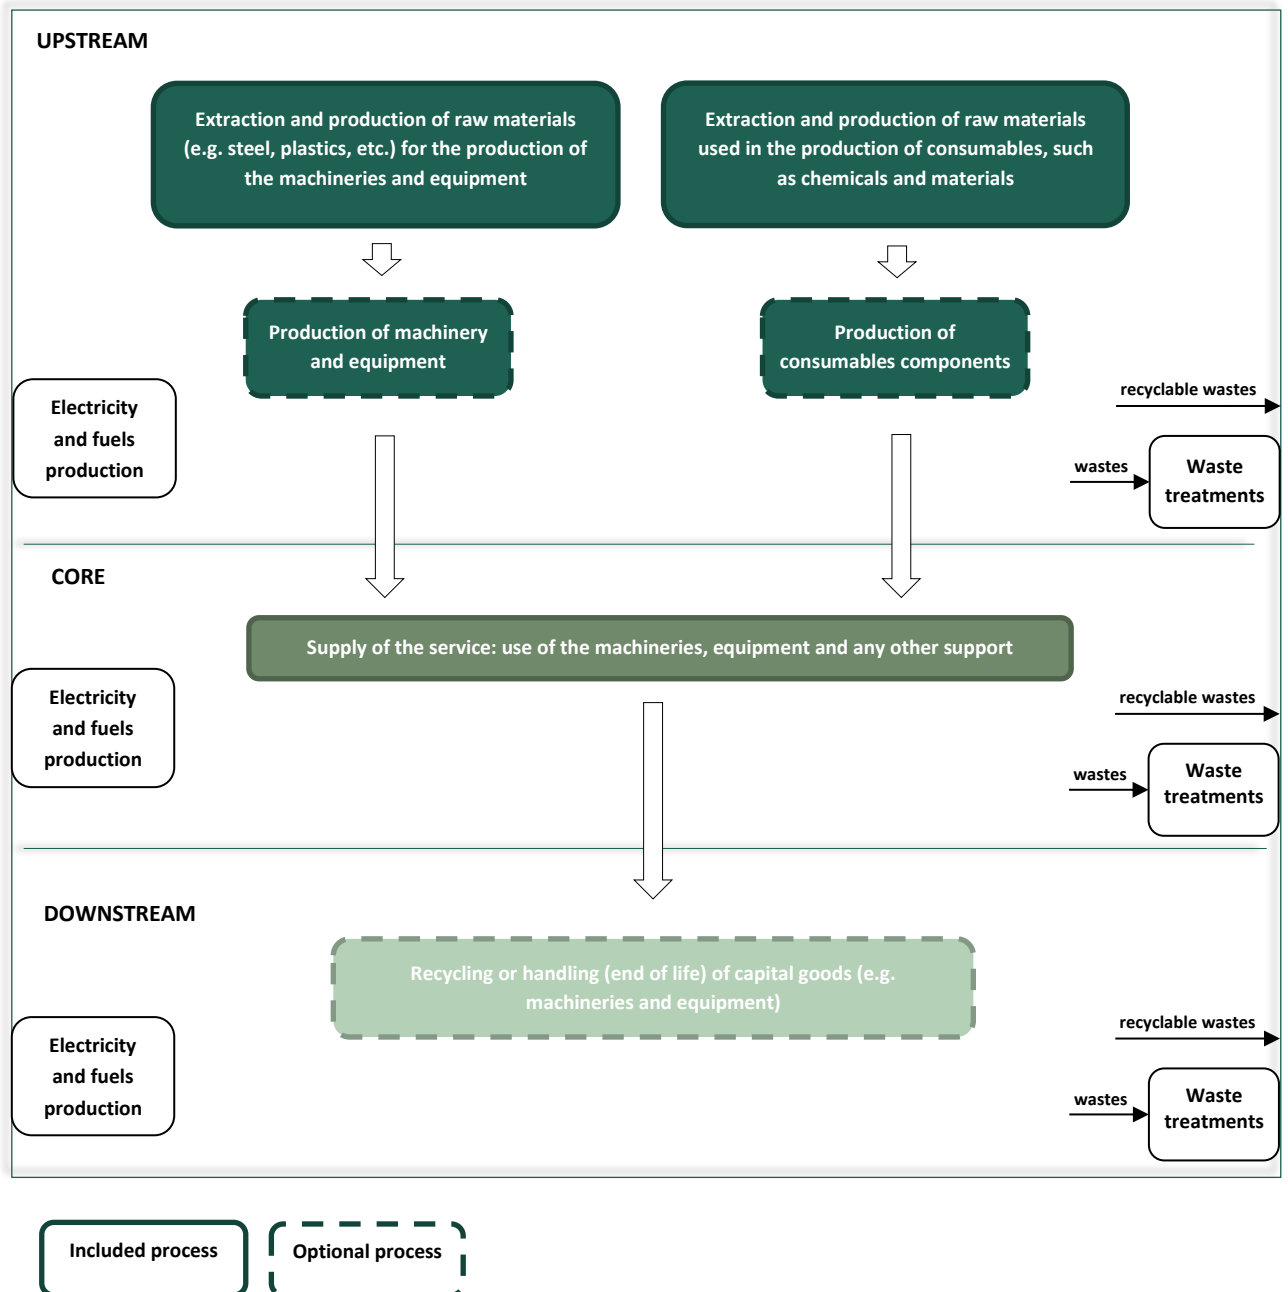 UPSTREAM
Extraction and production of raw materials
(e.g. steel, plastics, etc.) for the production of
the machineries and equipment
Extraction and production of raw materials
used in the production of consumables, such
as chemicals and materials
Production of machinery
and equipment
Production of
consumables components
Electricity
and fuels
production
recyclable wastes
wastes
Waste
treatments
CORE
Supply of the service: use of the machineries, equipment and any other support
Electricity
and fuels
production
recyclable wastes
wastes
Waste
treatments
DOWNSTREAM
Recycling or handling (end of life) of capital goods (e.g.
machineries and equipment)
Electricity
and fuels
production
recyclable wastes
wastes
Waste
treatments
Included process
Optional process